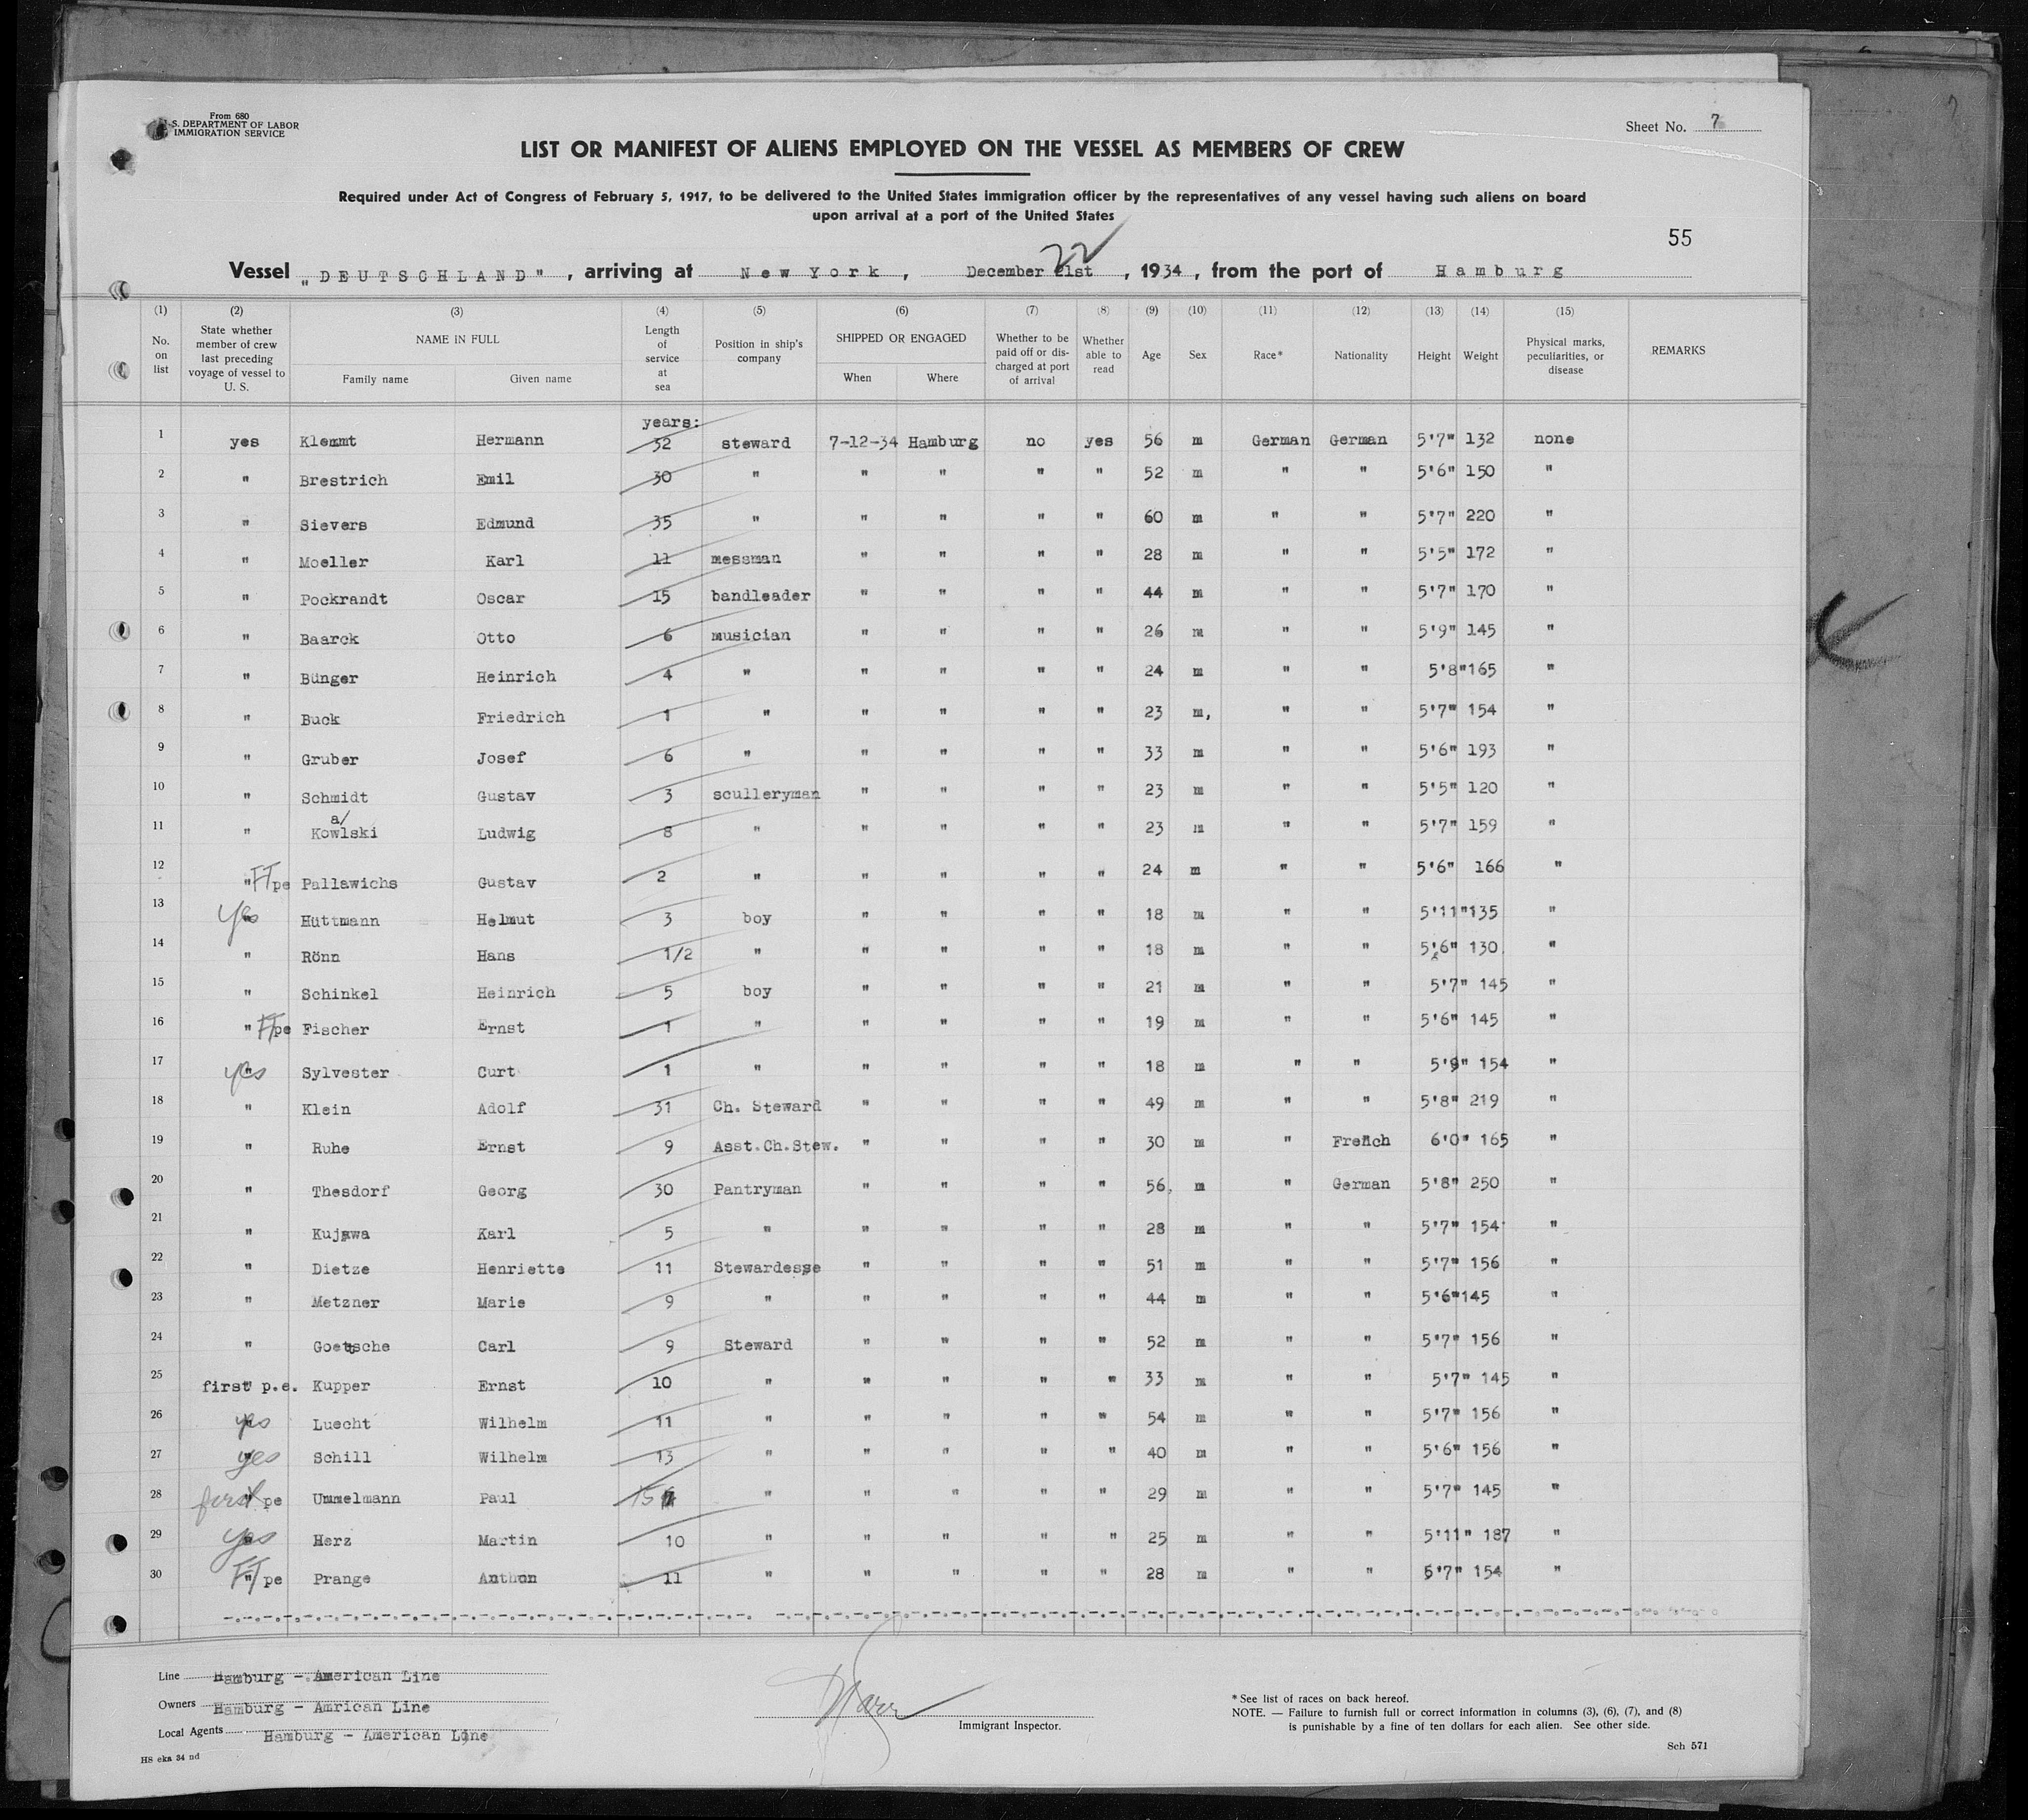 From 680
S. DEPARTMENT OF LABOR
IMMIGRATION SERVICE
Sheet No. 7
LIST OR MANIFEST OF ALIENS EMPLOYED ON THE VESSEL AS MEMBERS OF CREW
Required under Act of Congress of February 5, 1917, to be delivered to the United States immigration officer by the representatives of any vessel having such aliens on board
upon arrival at a port of the United States
55
22
Vessel „DEUTSCHLAND", arriving at New York, December 21st, 1934, from the port of Hamburg
(1) (2) (3) (4) (5) (6) (7) (8) (9) (10) (11) (12) (13) (14) (15)
No. on list | State whether member of crew last preceding voyage of vessel to U. S. | NAME IN FULL Family name Given name | Length of service at sea | Position in ship's company | SHIPPED OR ENGAGED When Where | Whether to be paid off or dis-charged at port of arrival | Whether able to read | Age | Sex | Race* | Nationality | Height | Weight | Physical marks, peculiarities, or disease | REMARKS
years:
1 yes Klemmt Hermann 32 steward 7-12-34 Hamburg no yes 56 m German German 5'7" 132 none
2 " Brestrich Emil 30 " " " " " 52 m " " 5'6" 150 "
3 " Sievers Edmund 35 " " " " " 60 m " " 5'7" 220 "
4 " Moeller Karl 11 messman " " " " 28 m " " 5'5" 172 "
5 " Pockrandt Oscar 15 bandleader " " " " 44 m " " 5'7" 170 "
6 " Baarck Otto 6 musician " " " " 26 m " " 5'9" 145 "
7 " Bünger Heinrich 4 " " " " " 24 m " " 5'8" 165 "
8 " Buck Friedrich 1 " " " " " 23 m, " " 5'7" 154 "
9 " Gruber Josef 6 " " " " " 33 m " " 5'6" 193 "
10 " Schmidt Gustav 3 sculleryman " " " " 23 m " " 5'5" 120 "
a/
11 " Kowlski Ludwig 8 " " " " " 23 m " " 5'7" 159 "
12 " FT pe Pallawichs Gustav 2 " " " " " 24 m " " 5'6" 166 "
13 yes Hüttmann Helmut 3 boy " " " " 18 m " " 5'11" 135 "
14 " Rönn Hans 1/2 " " " " " 18 m " " 5'6" 130 "
15 " Schinkel Heinrich 5 boy " " " " 21 m " " 5'7" 145 "
16 " FT pe Fischer Ernst 1 " " " " " 19 m " " 5'6" 145 "
17 yes Sylvester Curt 1 " " " " " 18 m " " 5'9" 154 "
18 " Klein Adolf 31 Ch. Steward " " " " 49 m " " 5'8" 219 "
19 " Ruhe Ernst 9 Asst.Ch.Stew. " " " " 30 m " French 6'0" 165 "
20 " Thesdorf Georg 30 Pantryman " " " " 56, m " German 5'8" 250 "
21 " Kujawa Karl 5 " " " " " 28 m " " 5'7" 154 "
22 " Dietze Henriette 11 Stewardesse " " " " 51 m " " 5'7" 156 "
23 " Metzner Marie 9 " " " " " 44 m " " 5'6" 145 "
24 " Goetsche Carl 9 Steward " " " " 52 m " " 5'7" 156 "
25 first p.e. Kupper Ernst 10 " " " " " 33 m " " 5'7" 145 "
26 yes Luecht Wilhelm 11 " " " " " 54 m " " 5'7" 156 "
27 yes Schill Wilhelm 13 " " " " " 40 m " " 5'6" 156 "
28 first pe Ummelmann Paul " " " " " 29 m " " 5'7" 145 "
29 yes Herz Martin 10 " " " " " 25 m " " 5'11" 187 "
30 FT pe Prange Anthon 11 " " " " " 28 m " " 5'7" 154 "
Line Hamburg - American Line
Owners Hamburg - Amrican Line
Local Agents Hamburg - American Line
HS eka 34 nd
Immigrant Inspector.
* See list of races on back hereof.
NOTE. — Failure to furnish full or correct information in columns (3), (6), (7), and (8)
is punishable by a fine of ten dollars for each alien. See other side.
Sch 571